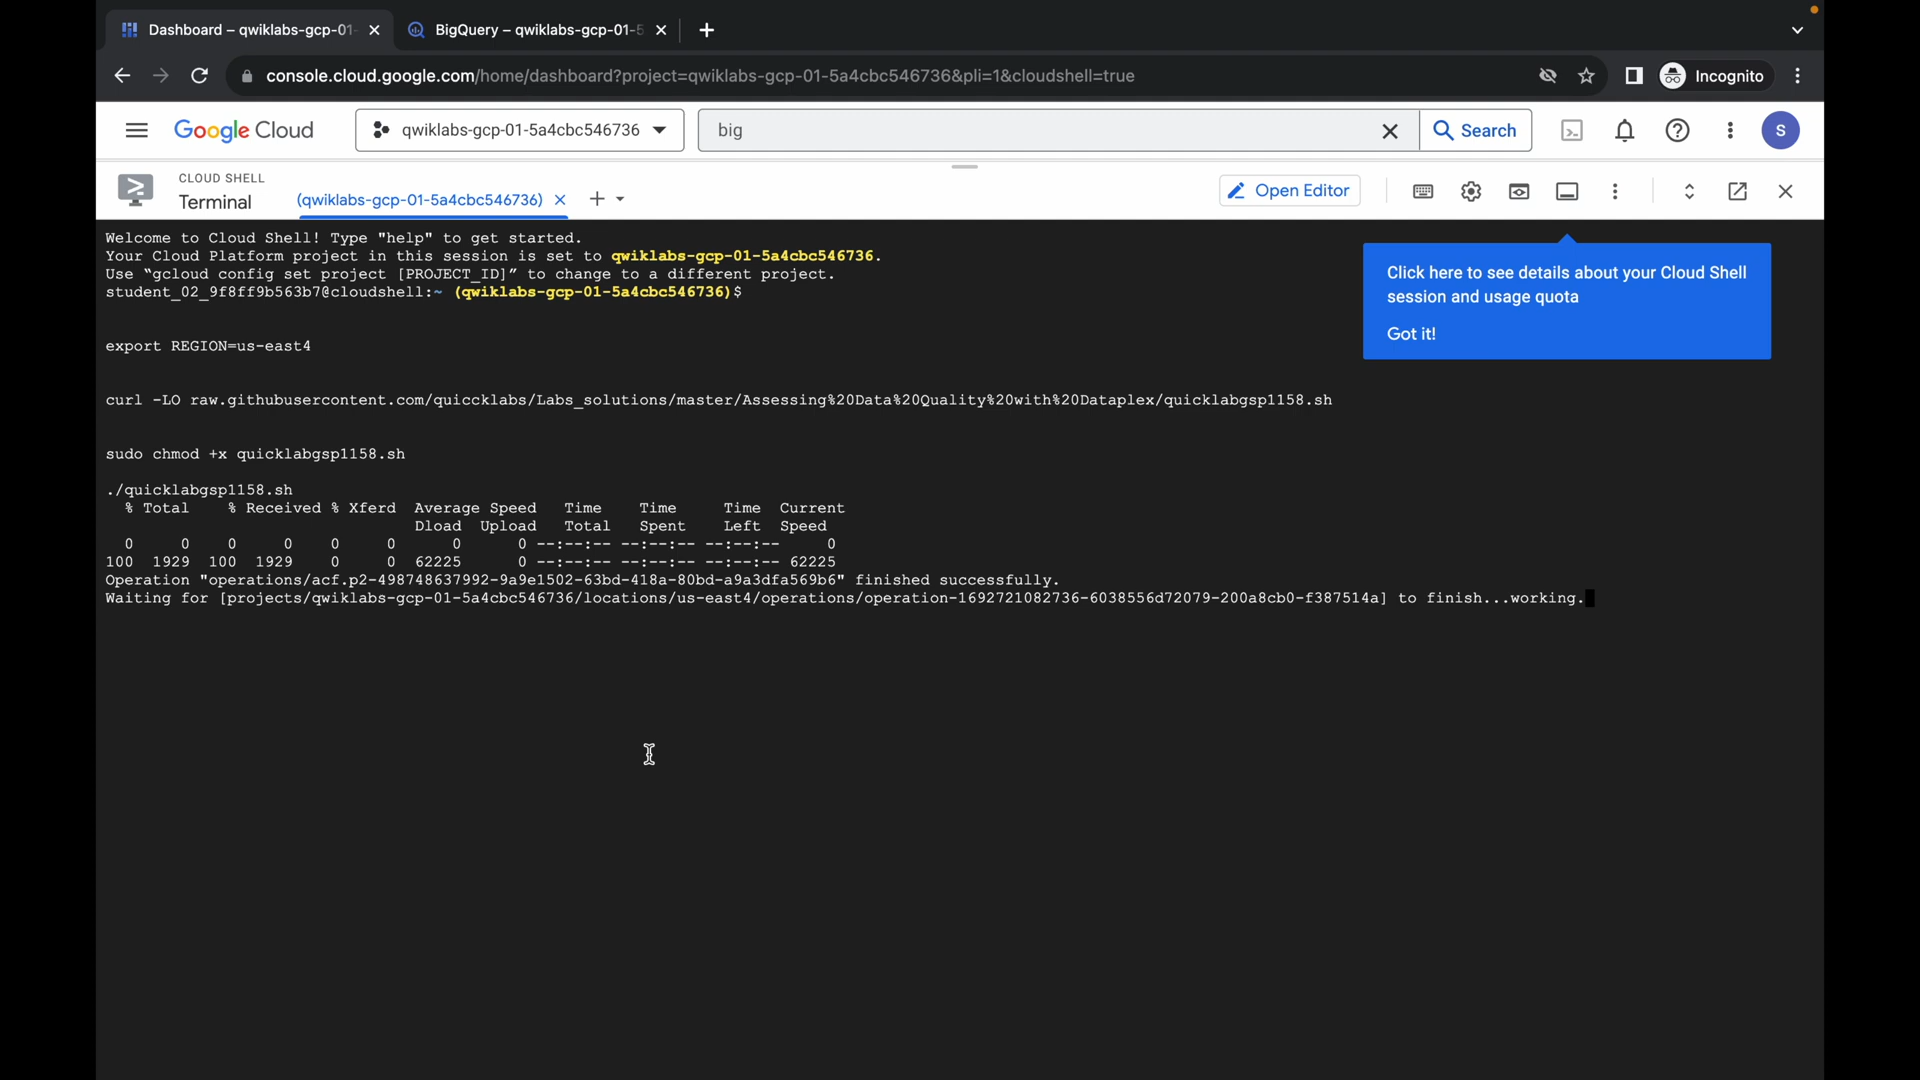 Dashboard – qwiklabs-gcp-01-
BigQuery – qwiklabs-gcp-01-5
console.cloud.google.com/home/dashboard?project=qwiklabs-gcp-01-5a4cbc546736&pli=1&cloudshell=true
Incognito
Google Cloud
qwiklabs-gcp-01-5a4cbc546736
big
Search
S
CLOUD SHELL
Terminal
(qwiklabs-gcp-01-5a4cbc546736)
Open Editor
Welcome to Cloud Shell! Type "help" to get started.
Your Cloud Platform project in this session is set to qwiklabs-gcp-01-5a4cbc546736.
Use “gcloud config set project [PROJECT_ID]” to change to a different project.
student_02_9f8ff9b563b7@cloudshell:~ (qwiklabs-gcp-01-5a4cbc546736)$
Click here to see details about your Cloud Shell
session and usage quota
Got it!
export REGION=us-east4
curl -LO raw.githubusercontent.com/quiccklabs/Labs_solutions/master/Assessing%20Data%20Quality%20with%20Dataplex/quicklabgsp1158.sh
sudo chmod +x quicklabgsp1158.sh
./quicklabgsp1158.sh
% Total % Received % Xferd Average Speed Time Time Time Current
Dload Upload Total Spent Left Speed
0 0 0 0 0 0 0 0 --:--:-- --:--:-- --:--:-- 0
100 1929 100 1929 0 0 62225 0 --:--:-- --:--:-- --:--:-- 62225
Operation "operations/acf.p2-498748637992-9a9e1502-63bd-418a-80bd-a9a3dfa569b6" finished successfully.
Waiting for [projects/qwiklabs-gcp-01-5a4cbc546736/locations/us-east4/operations/operation-1692721082736-6038556d72079-200a8cb0-f387514a] to finish...working.